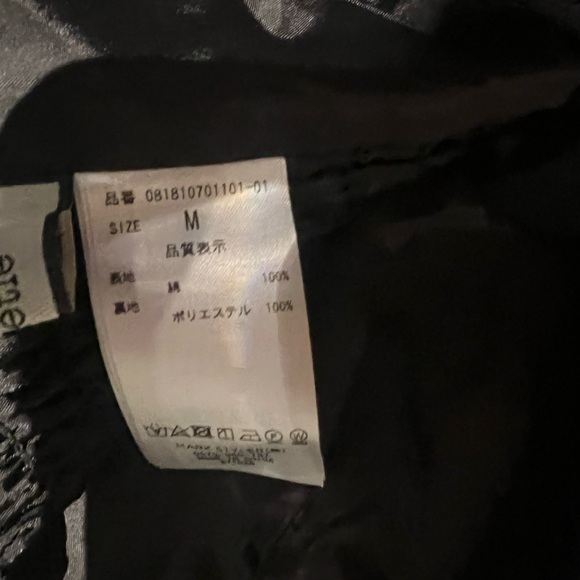 品番 081810701101-01
SIZE M
品質表示
表地 綿 100%
裏地 ポリエステル 100%